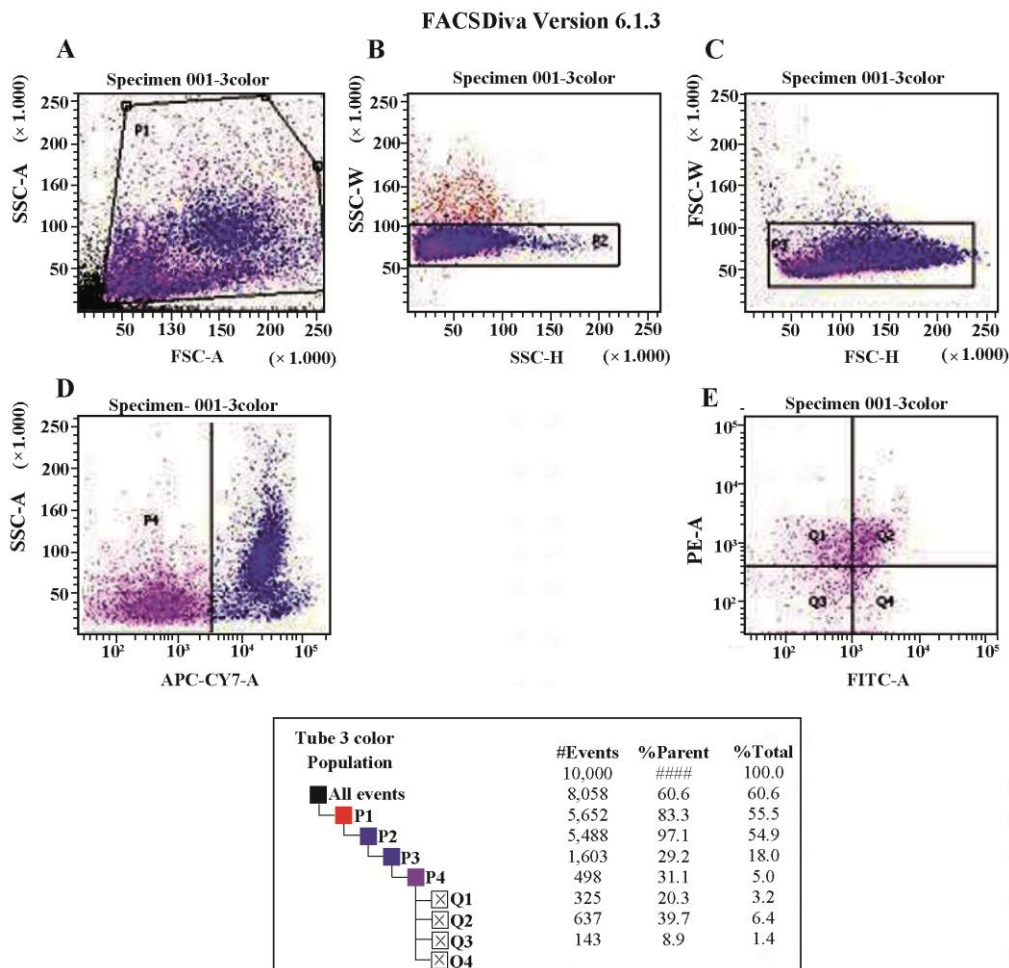 FACSDiva Version 6.1.3
A
Specimen 001-3color
SSC-A (× 1.000)
250
200
160
100
50
P1
50 130 150 200 250
FSC-A (× 1.000)
B
Specimen 001-3color
SSC-W (× 1.000)
250
200
160
100
50
P2
50 100 150 200 250
SSC-H (× 1.000)
C
Specimen 001-3color
FSC-W (× 1.000)
250
200
160
100
50
P3
50 100 150 200 250
FSC-H (× 1.000)
D
Specimen- 001-3color
SSC-A (×1.000)
250
200
160
100
50
P4
10² 10³ 10⁴ 10⁵
APC-CY7-A
E
Specimen 001-3color
PE-A
10⁵
10⁴
10³
10²
Q1 Q2
Q3 Q4
10² 10³ 10⁴ 10⁵
FITC-A
Tube 3 color
Population #Events %Parent %Total
10,000 #### 100.0
All events 8,058 60.6 60.6
P1 5,652 83.3 55.5
P2 5,488 97.1 54.9
P3 1,603 29.2 18.0
P4 498 31.1 5.0
Q1 325 20.3 3.2
Q2 637 39.7 6.4
Q3 143 8.9 1.4
Q4